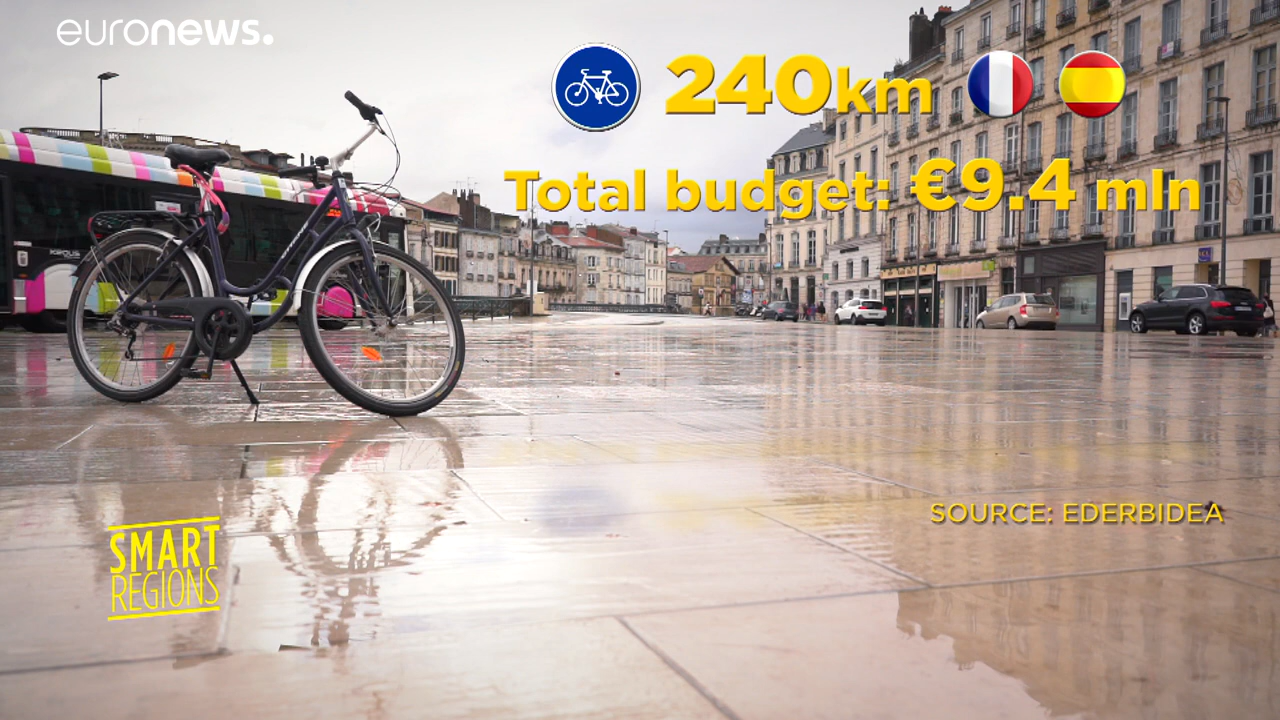 euronews.
240km
Total budget: €9.4 mln
SOURCE: EDERBIDEA
SMART
REGIONS